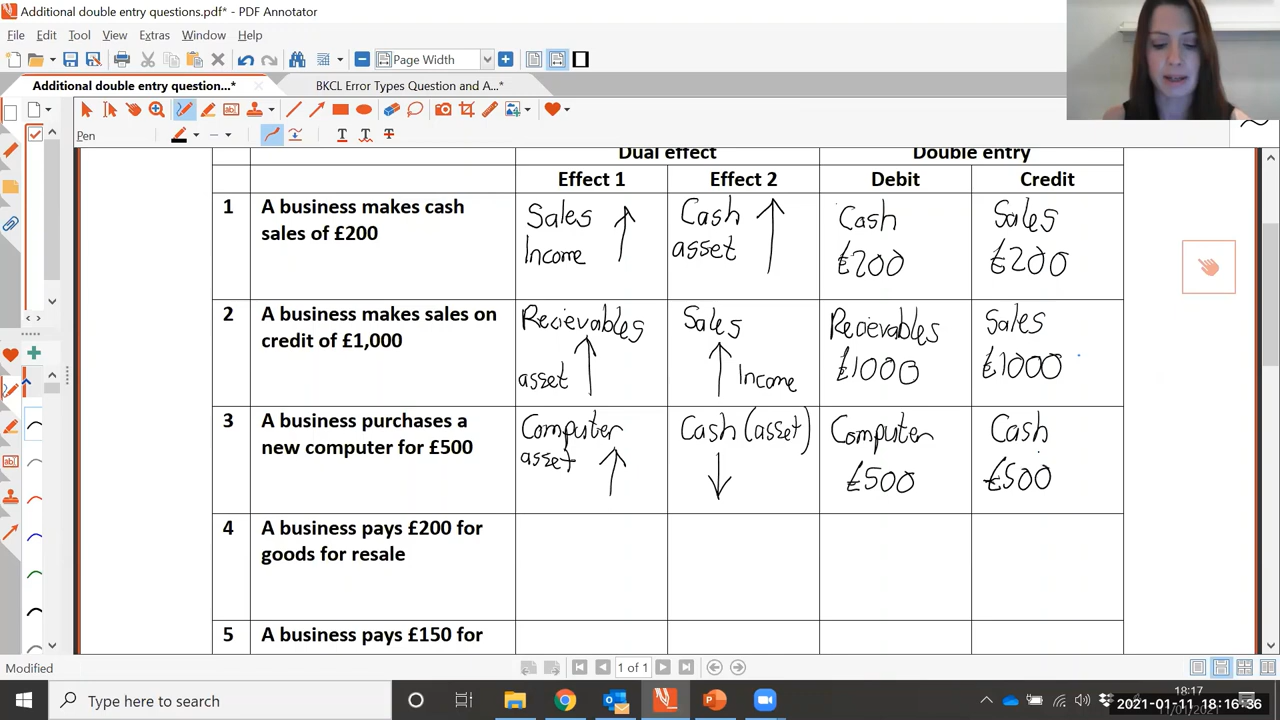 Additional double entry questions.pdf* - PDF Annotator
File Edit Tool View Extras Window Help
Page Width
Additional double entry question...* BKCL Error Types Question and A...*
Pen
Dual effect Double entry
Effect 1 Effect 2 Debit Credit
1 A business makes cash
sales of £200
Sales
Income
Cash
asset
Cash
£200
Sales
£200
2 A business makes sales on
credit of £1,000
Recievables
asset
Sales
Income
Recievables
£1000
Sales
£1000
3 A business purchases a
new computer for £500
Computer
asset
Cash (asset)
Computer
£500
Cash
£500
4 A business pays £200 for
goods for resale
5 A business pays £150 for
Modified
1 of 1
Type here to search
18:17
2021-01-11 18:16:36